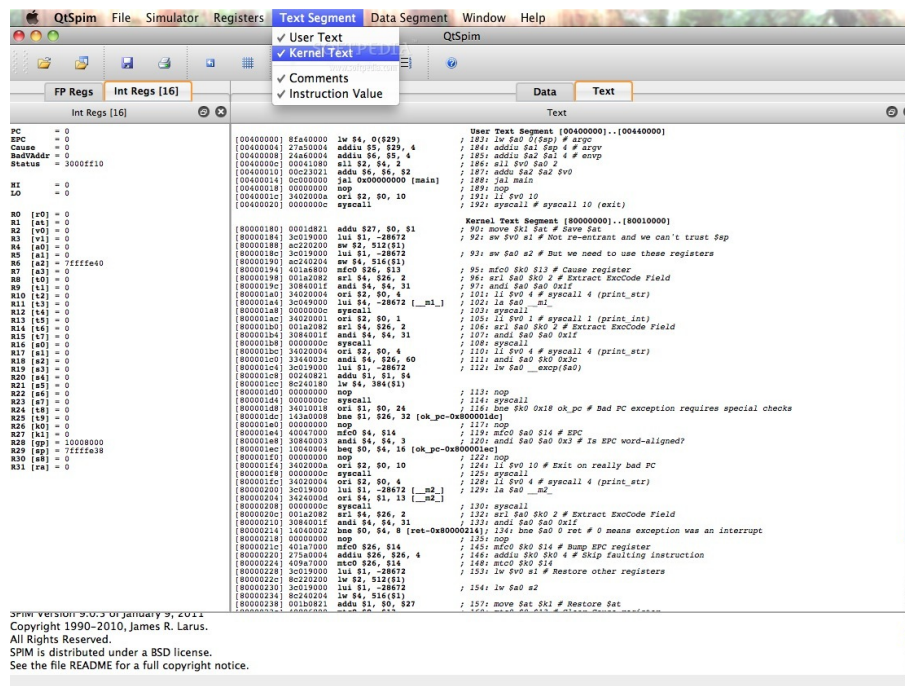 QtSpim File Simulator Registers Text Segment Data Segment Window Help
QtSpim
✓ User Text
✓ Kernel Text
✓ Comments
✓ Instruction Value
FP Regs Int Regs [16]
Data Text
Int Regs [16]
Text
PC = 0
EPC = 0
Cause = 0
BadVAddr = 0
Status = 3000ff10
HI = 0
LO = 0
R0 [r0] = 0
R1 [at] = 0
R2 [v0] = 0
R3 [v1] = 0
R4 [a0] = 0
R5 [a1] = 0
R6 [a2] = 7ffffe40
R7 [a3] = 0
R8 [t0] = 0
R9 [t1] = 0
R10 [t2] = 0
R11 [t3] = 0
R12 [t4] = 0
R13 [t5] = 0
R14 [t6] = 0
R15 [t7] = 0
R16 [s0] = 0
R17 [s1] = 0
R18 [s2] = 0
R19 [s3] = 0
R20 [s4] = 0
R21 [s5] = 0
R22 [s6] = 0
R23 [s7] = 0
R24 [t8] = 0
R25 [t9] = 0
R26 [k0] = 0
R27 [k1] = 0
R28 [gp] = 10008000
R29 [sp] = 7ffffe38
R30 [s8] = 0
R31 [ra] = 0
User Text Segment [00400000]..[00440000]
[00400000] 8fa40000 lw $4, 0($29) ; 183: lw $a0 0($sp) # argc
[00400004] 27a50004 addiu $5, $29, 4 ; 184: addiu $a1 $sp 4 # argv
[00400008] 24a60004 addiu $6, $5, 4 ; 185: addiu $a2 $a1 4 # envp
[0040000c] 00041080 sll $2, $4, 2 ; 186: sll $v0 $a0 2
[00400010] 00c23021 addu $6, $6, $2 ; 187: addu $a2 $a2 $v0
[00400014] 0c000000 jal 0x00000000 [main] ; 188: jal main
[00400018] 00000000 nop ; 189: nop
[0040001c] 3402000a ori $2, $0, 10 ; 191: li $v0 10
[00400020] 0000000c syscall ; 192: syscall # syscall 10 (exit)
Kernel Text Segment [80000000]..[80010000]
[80000180] 0001d821 addu $27, $0, $1 ; 90: move $k1 $at # Save $at
[80000184] 3c019000 lui $1, -28672 ; 92: sw $v0 s1 # Not re-entrant and we can't trust $sp
[80000188] ac220200 sw $2, 512($1)
[8000018c] 3c019000 lui $1, -28672 ; 93: sw $a0 s2 # But we need to use these registers
[80000190] ac240204 sw $4, 516($1)
[80000194] 401a6800 mfc0 $26, $13 ; 95: mfc0 $k0 $13 # Cause register
[80000198] 001a2082 srl $4, $26, 2 ; 96: srl $a0 $k0 2 # Extract ExcCode Field
[8000019c] 3084001f andi $4, $4, 31 ; 97: andi $a0 $a0 0x1f
[800001a0] 34020004 ori $2, $0, 4 ; 101: li $v0 4 # syscall 4 (print_str)
[800001a4] 3c049000 lui $4, -28672 [__m1_] ; 102: la $a0 __m1_
[800001a8] 0000000c syscall ; 103: syscall
[800001ac] 34020001 ori $2, $0, 1 ; 105: li $v0 1 # syscall 1 (print_int)
[800001b0] 001a2082 srl $4, $26, 2 ; 106: srl $a0 $k0 2 # Extract ExcCode Field
[800001b4] 3084001f andi $4, $4, 31 ; 107: andi $a0 $a0 0x1f
[800001b8] 0000000c syscall ; 108: syscall
[800001bc] 34020004 ori $2, $0, 4 ; 110: li $v0 4 # syscall 4 (print_str)
[800001c0] 3344003c andi $4, $26, 60 ; 111: andi $a0 $k0 0x3c
[800001c4] 3c019000 lui $1, -28672 ; 112: lw $a0 __excp($a0)
[800001c8] 00240821 addu $1, $1, $4
[800001cc] 8c240180 lw $4, 384($1)
[800001d0] 00000000 nop ; 113: nop
[800001d4] 0000000c syscall ; 114: syscall
[800001d8] 34010018 ori $1, $0, 24 ; 116: bne $k0 0x18 ok_pc # Bad PC exception requires special checks
[800001dc] 143a0008 bne $1, $26, 32 [ok_pc-0x800001dc]
[800001e0] 00000000 nop ; 117: nop
[800001e4] 40047000 mfc0 $4, $14 ; 119: mfc0 $a0 $14 # EPC
[800001e8] 30840003 andi $4, $4, 3 ; 120: andi $a0 $a0 0x3 # Is EPC word-aligned?
[800001ec] 10040004 beq $0, $4, 16 [ok_pc-0x800001ec]
[800001f0] 00000000 nop ; 122: nop
[800001f4] 3402000a ori $2, $0, 10 ; 124: li $v0 10 # Exit on really bad PC
[800001f8] 0000000c syscall ; 125: syscall
[800001fc] 34020004 ori $2, $0, 4 ; 128: li $v0 4 # syscall 4 (print_str)
[80000200] 3c019000 lui $1, -28672 [__m2_] ; 129: la $a0 __m2_
[80000204] 3424000d ori $4, $1, 13 [__m2_]
[80000208] 0000000c syscall ; 130: syscall
[8000020c] 001a2082 srl $4, $26, 2 ; 132: srl $a0 $k0 2 # Extract ExcCode Field
[80000210] 3084001f andi $4, $4, 31 ; 133: andi $a0 $a0 0x1f
[80000214] 14040002 bne $0, $4, 8 [ret-0x80000214]; 134: bne $a0 0 ret # 0 means exception was an interrupt
[80000218] 00000000 nop ; 135: nop
[8000021c] 401a7000 mfc0 $26, $14 ; 145: mfc0 $k0 $14 # Bump EPC register
[80000220] 275a0004 addiu $26, $26, 4 ; 146: addiu $k0 $k0 4 # Skip faulting instruction
[80000224] 409a7000 mtc0 $26, $14 ; 148: mtc0 $k0 $14
[80000228] 3c019000 lui $1, -28672 ; 153: lw $v0 s1 # Restore other registers
[8000022c] 8c220200 lw $2, 512($1)
[80000230] 3c019000 lui $1, -28672 ; 154: lw $a0 s2
[80000234] 8c240204 lw $4, 516($1)
[80000238] 001b0821 addu $1, $0, $27 ; 157: move $at $k1 # Restore $at
SPIM Version 9.0.3 of January 9, 2011
Copyright 1990-2010, James R. Larus.
All Rights Reserved.
SPIM is distributed under a BSD license.
See the file README for a full copyright notice.